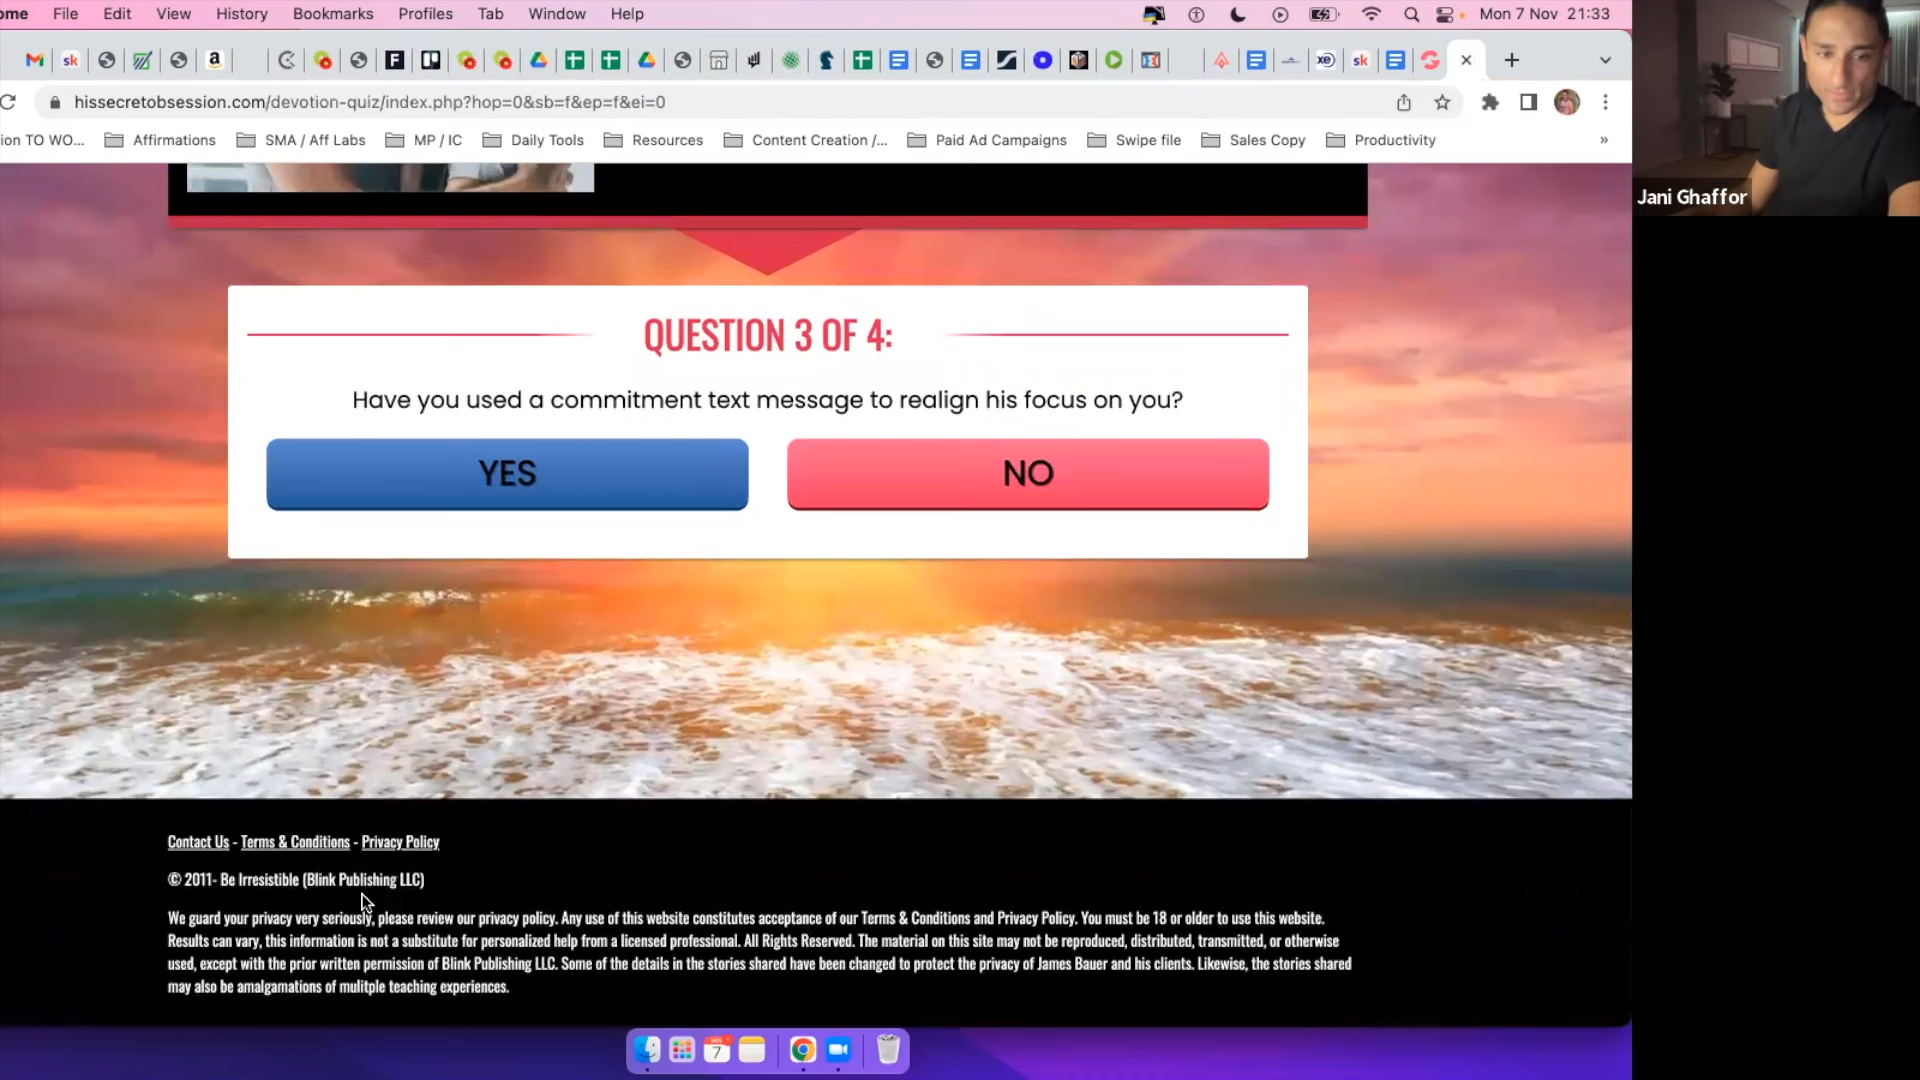 ome File Edit View History Bookmarks Profiles Tab Window Help Mon 7 Nov 21:33
hissecretobsession.com/devotion-quiz/index.php?hop=0&sb=f&ep=f&ei=0
ion TO WO... Affirmations SMA / Aff Labs MP / IC Daily Tools Resources Content Creation /... Paid Ad Campaigns Swipe file Sales Copy Productivity »
Jani Ghaffor
QUESTION 3 OF 4:
Have you used a commitment text message to realign his focus on you?
YES NO
Contact Us - Terms & Conditions - Privacy Policy
© 2011- Be Irresistible (Blink Publishing LLC)
We guard your privacy very seriously, please review our privacy policy. Any use of this website constitutes acceptance of our Terms & Conditions and Privacy Policy. You must be 18 or older to use this website.
Results can vary, this information is not a substitute for personalized help from a licensed professional. All Rights Reserved. The material on this site may not be reproduced, distributed, transmitted, or otherwise
used, except with the prior written permission of Blink Publishing LLC. Some of the details in the stories shared have been changed to protect the privacy of James Bauer and his clients. Likewise, the stories shared
may also be amalgamations of mulitple teaching experiences.